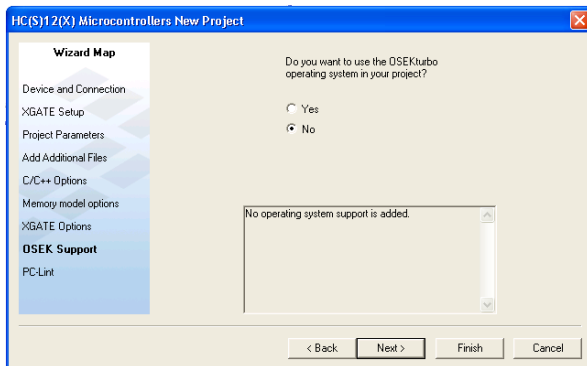 HC(S)12(X) Microcontrollers New Project
Wizard Map
Device and Connection
XGATE Setup
Project Parameters
Add Additional Files
C/C++ Options
Memory model options
XGATE Options
OSEK Support
PC-Lint
Do you want to use the OSEKturbo
operating system in your project?
Yes
No
No operating system support is added.
< Back
Next >
Finish
Cancel